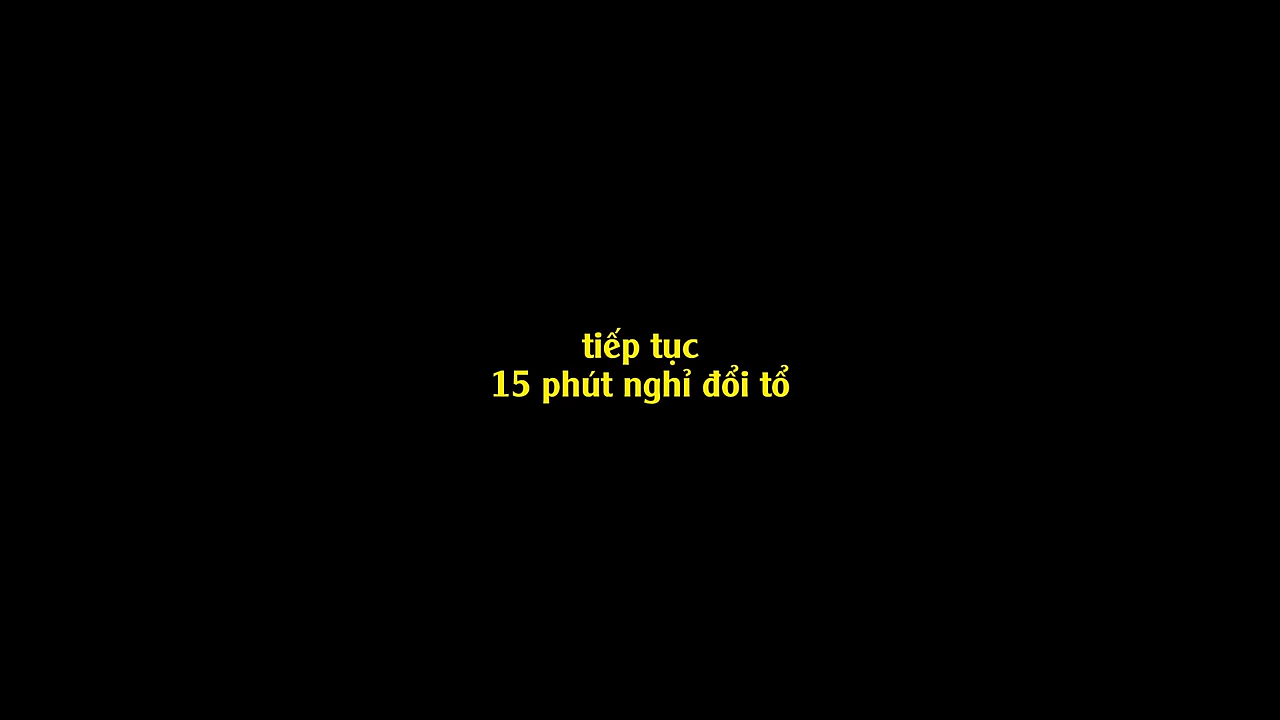 tiếp tục
15 phút nghỉ đổi tổ